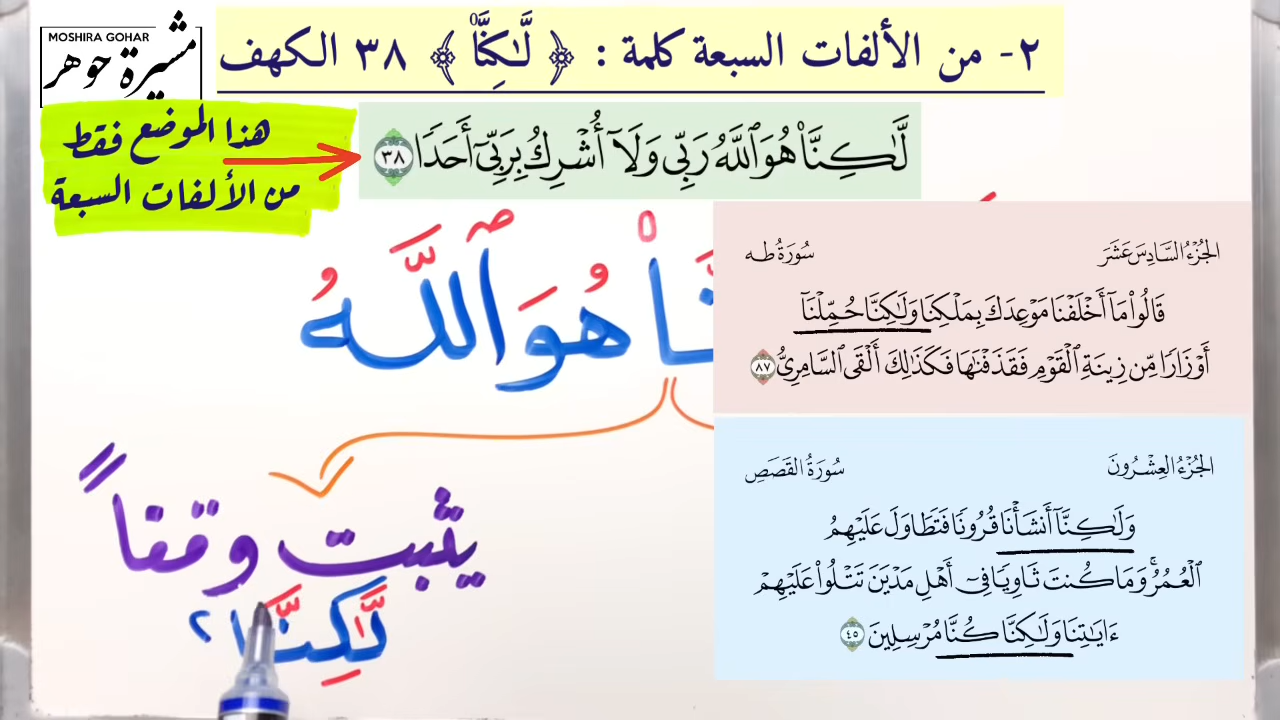 MOSHIRA GOHAR
مشيرة جوهر
٢- من الألفات السبعة كلمة : ﴿ لَّٰكِنَّا۠ ﴾ ٣٨ الكهف
هذا الموضع فقط
من الألفات السبعة
لَّٰكِنَّا۠ هُوَ ٱللَّهُ رَبِّى وَلَآ أُشْرِكُ بِرَبِّىٓ أَحَدًا ٣٨
ـنَّا۠ هُوَ ٱللَّهُ
الجُزْءُ السَّادِسَ عَشَرَ
سُورَةُ طه
قَالُوا۟ مَآ أَخْلَفْنَا مَوْعِدَكَ بِمَلْكِنَا وَلَٰكِنَّا حُمِّلْنَآ
أَوْزَارًا مِّن زِينَةِ ٱلْقَوْمِ فَقَذَفْنَٰهَا فَكَذَٰلِكَ أَلْقَى ٱلسَّامِرِىُّ ٨٧
الجُزْءُ العِشْرُونَ
سُورَةُ القَصَصِ
وَلَٰكِنَّآ أَنشَأْنَا قُرُونًا فَتَطَاوَلَ عَلَيْهِمُ
ٱلْعُمُرُ ۚ وَمَا كُنتَ ثَاوِيًا فِىٓ أَهْلِ مَدْيَنَ تَتْلُوا۟ عَلَيْهِمْ
ءَايَٰتِنَا وَلَٰكِنَّا كُنَّا مُرْسِلِينَ ٤٥
يثبت وقفاً
لَّٰكِنَّا ٢